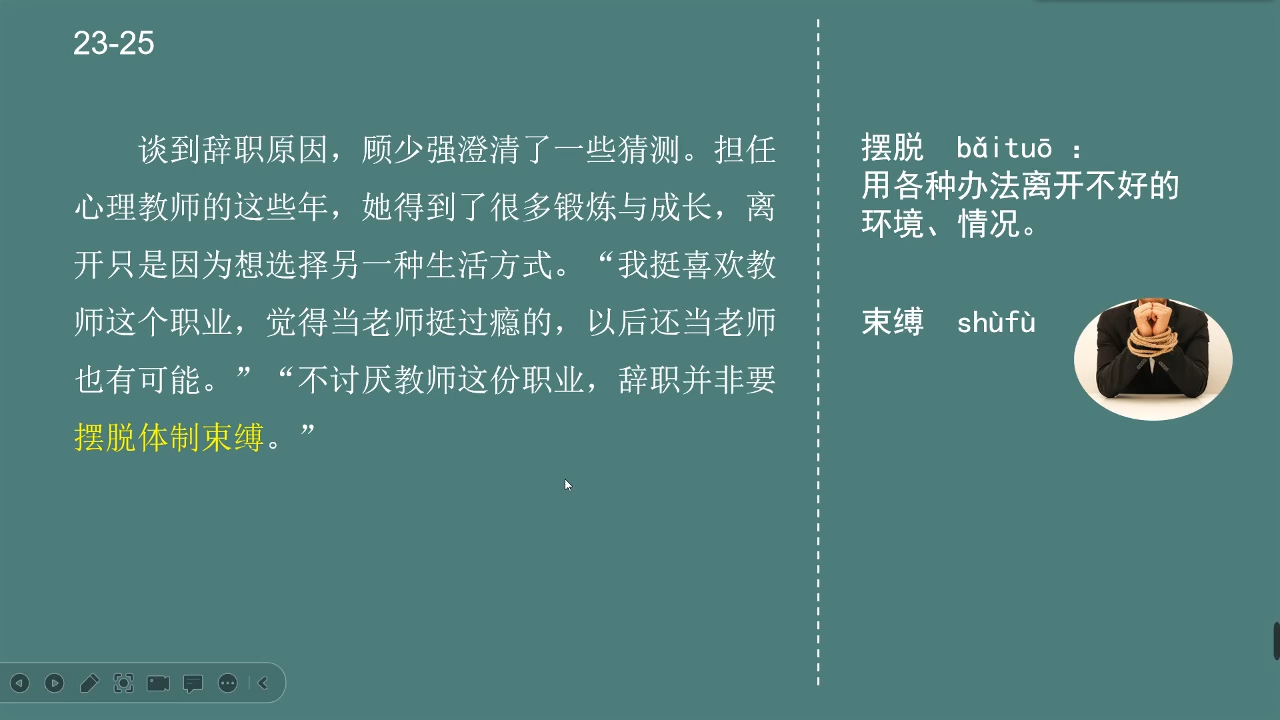 23-25
谈到辞职原因，顾少强澄清了一些猜测。担任
心理教师的这些年，她得到了很多锻炼与成长，离
开只是因为想选择另一种生活方式。“我挺喜欢教
师这个职业，觉得当老师挺过瘾的，以后还当老师
也有可能。”“不讨厌教师这份职业，辞职并非要
摆脱体制束缚。”
摆脱 bǎituō ：
用各种办法离开不好的
环境、情况。
束缚 shùfù